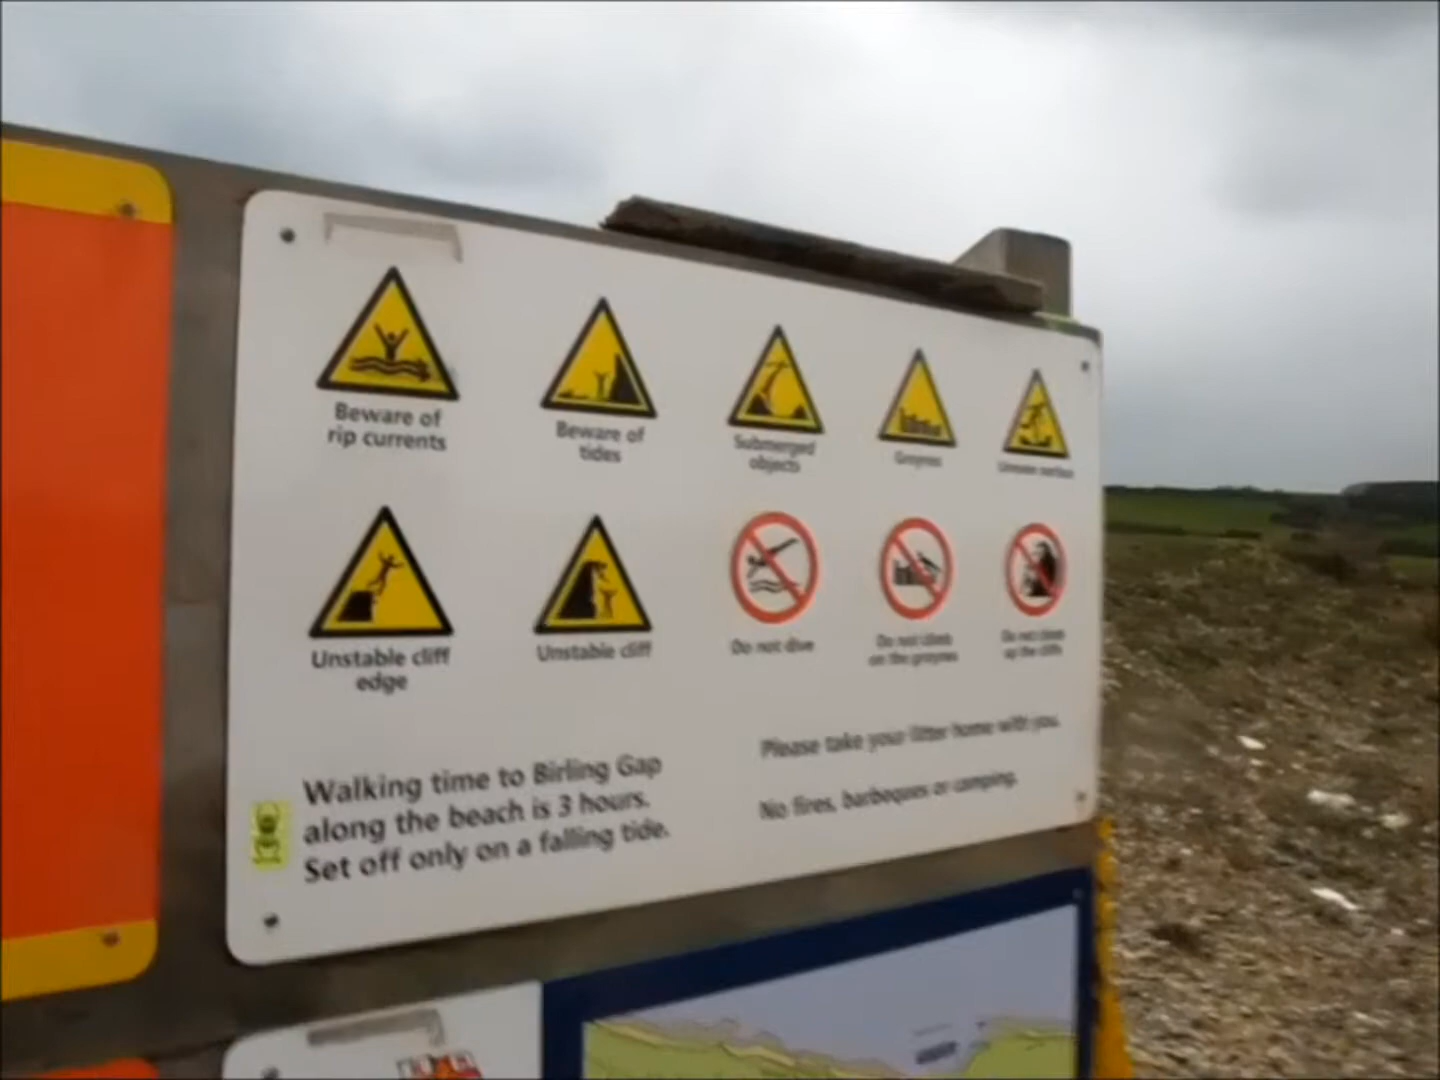 Beware of
rip currents
Beware of
tides
Submerged
objects
Groynes
Uneven surface
Unstable cliff
edge
Unstable cliff
Do not dive
Do not climb
on the groynes
Do not climb
up the cliffs
Walking time to Birling Gap
along the beach is 3 hours.
Set off only on a falling tide.
Please take your litter home with you.
No fires, barbeques or camping.